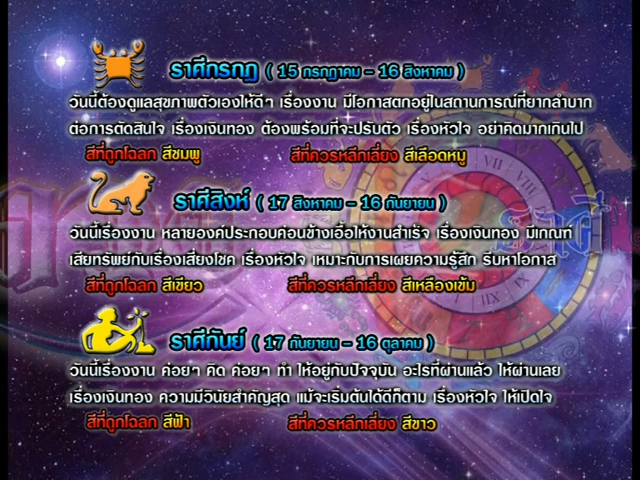 ราศีกรกฎ ( 15 กรกฎาคม - 16 สิงหาคม )
วันนี้ต้องดูแลสุขภาพตัวเองให้ดีๆ เรื่องงาน มีโอกาสตกอยู่ในสถานการณ์ที่ยากลำบาก
ต่อการตัดสินใจ เรื่องเงินทอง ต้องพร้อมที่จะปรับตัว เรื่องหัวใจ อย่าคิดมากเกินไป
สีที่ถูกโฉลก สีชมพู สีที่ควรหลีกเลี่ยง สีเลือดหมู
ราศีสิงห์ ( 17 สิงหาคม - 16 กันยายน )
วันนี้เรื่องงาน หลายองค์ประกอบค่อนข้างเอื้อให้งานสำเร็จ เรื่องเงินทอง มีเกณฑ์
เสียทรัพย์กับเรื่องเสี่ยงโชค เรื่องหัวใจ เหมาะกับการเผยความรู้สึก รีบหาโอกาส
สีที่ถูกโฉลก สีเขียว สีที่ควรหลีกเลี่ยง สีเหลืองเข้ม
ราศีกันย์ ( 17 กันยายน - 16 ตุลาคม )
วันนี้เรื่องงาน ค่อยๆ คิด ค่อยๆ ทำ ให้อยู่กับปัจจุบัน อะไรที่ผ่านแล้ว ให้ผ่านเลย
เรื่องเงินทอง ความมีวินัยสำคัญสุด แม้จะเริ่มต้นได้ดีก็ตาม เรื่องหัวใจ ให้เปิดใจ
สีที่ถูกโฉลก สีฟ้า สีที่ควรหลีกเลี่ยง สีขาว